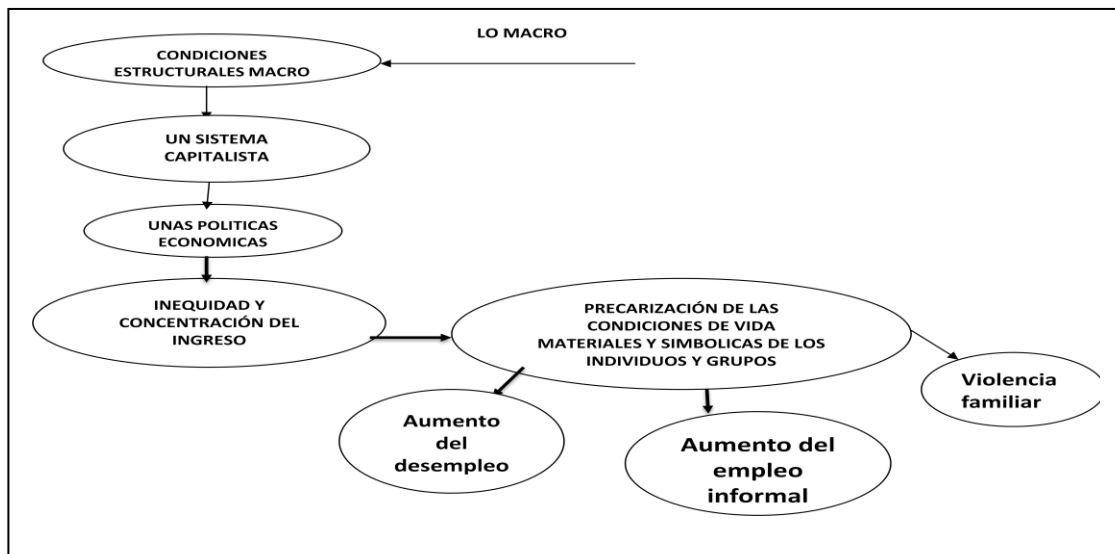 LO MACRO
CONDICIONES
ESTRUCTURALES MACRO
UN SISTEMA
CAPITALISTA
UNAS POLITICAS
ECONOMICAS
INEQUIDAD Y
CONCENTRACIÓN DEL
INGRESO
PRECARIZACIÓN DE LAS
CONDICIONES DE VIDA
MATERIALES Y SIMBOLICAS DE LOS
INDIVIDUOS Y GRUPOS
Violencia
familiar
Aumento
del
desempleo
Aumento del
empleo
informal